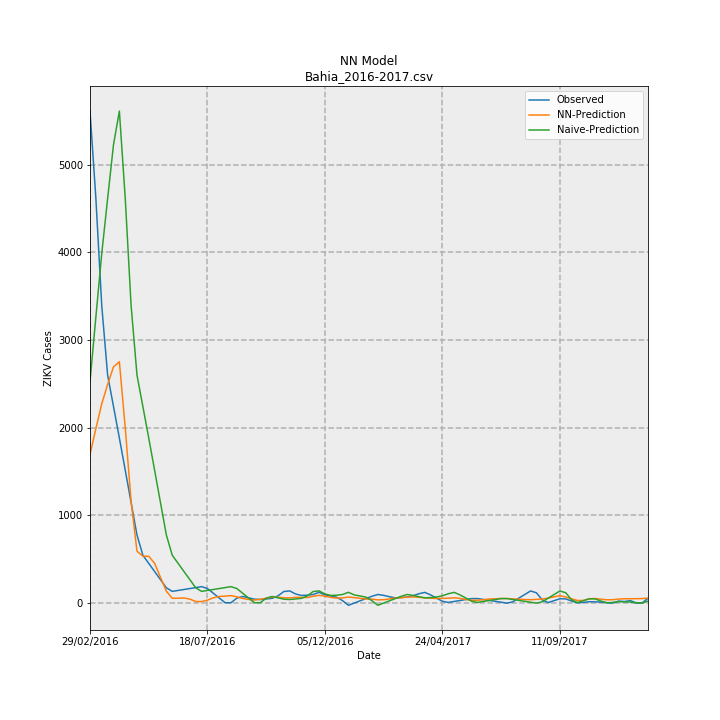 NN Model
Bahia_2016-2017.csv
Observed
NN-Prediction
Naive-Prediction
ZIKV Cases
5000
4000
3000
2000
1000
0
29/02/2016
18/07/2016
05/12/2016
24/04/2017
11/09/2017
Date